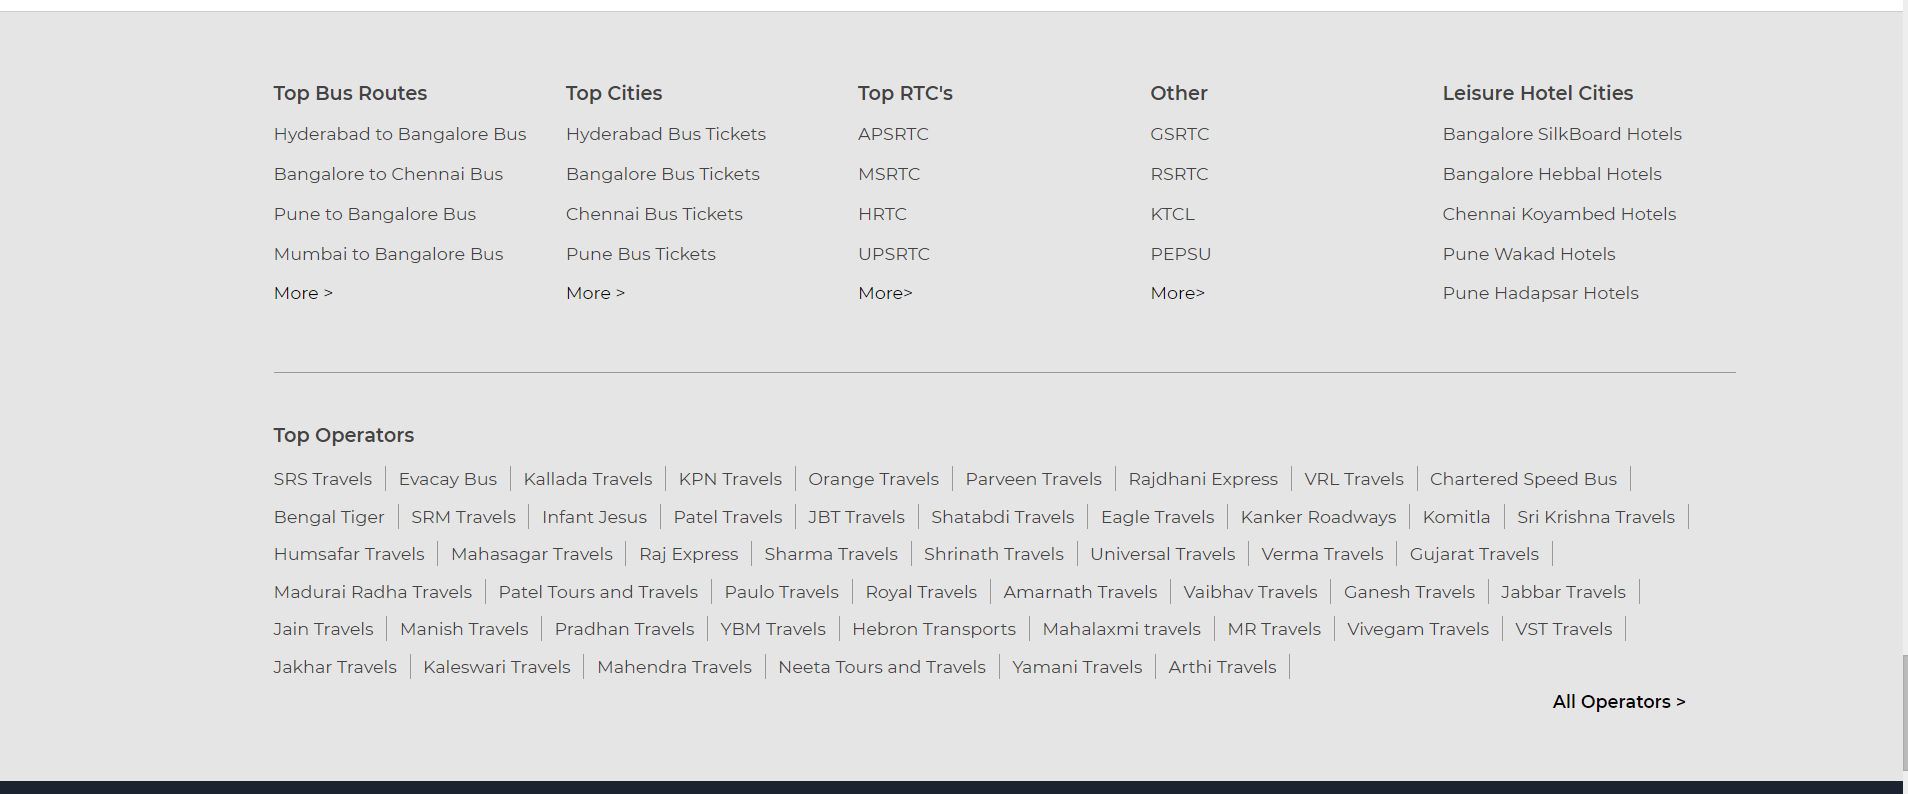 Top Bus Routes
Hyderabad to Bangalore Bus
Bangalore to Chennai Bus
Pune to Bangalore Bus
Mumbai to Bangalore Bus
More >
Top Cities
Hyderabad Bus Tickets
Bangalore Bus Tickets
Chennai Bus Tickets
Pune Bus Tickets
More >
Top RTC's
APSRTC
MSRTC
HRTC
UPSRTC
More>
Other
GSRTC
RSRTC
KTCL
PEPSU
More>
Leisure Hotel Cities
Bangalore SilkBoard Hotels
Bangalore Hebbal Hotels
Chennai Koyambed Hotels
Pune Wakad Hotels
Pune Hadapsar Hotels
Top Operators
SRS Travels | Evacay Bus | Kallada Travels | KPN Travels | Orange Travels | Parveen Travels | Rajdhani Express | VRL Travels | Chartered Speed Bus |
Bengal Tiger | SRM Travels | Infant Jesus | Patel Travels | JBT Travels | Shatabdi Travels | Eagle Travels | Kanker Roadways | Komitla | Sri Krishna Travels |
Humsafar Travels | Mahasagar Travels | Raj Express | Sharma Travels | Shrinath Travels | Universal Travels | Verma Travels | Gujarat Travels |
Madurai Radha Travels | Patel Tours and Travels | Paulo Travels | Royal Travels | Amarnath Travels | Vaibhav Travels | Ganesh Travels | Jabbar Travels |
Jain Travels | Manish Travels | Pradhan Travels | YBM Travels | Hebron Transports | Mahalaxmi travels | MR Travels | Vivegam Travels | VST Travels |
Jakhar Travels | Kaleswari Travels | Mahendra Travels | Neeta Tours and Travels | Yamani Travels | Arthi Travels |
All Operators >